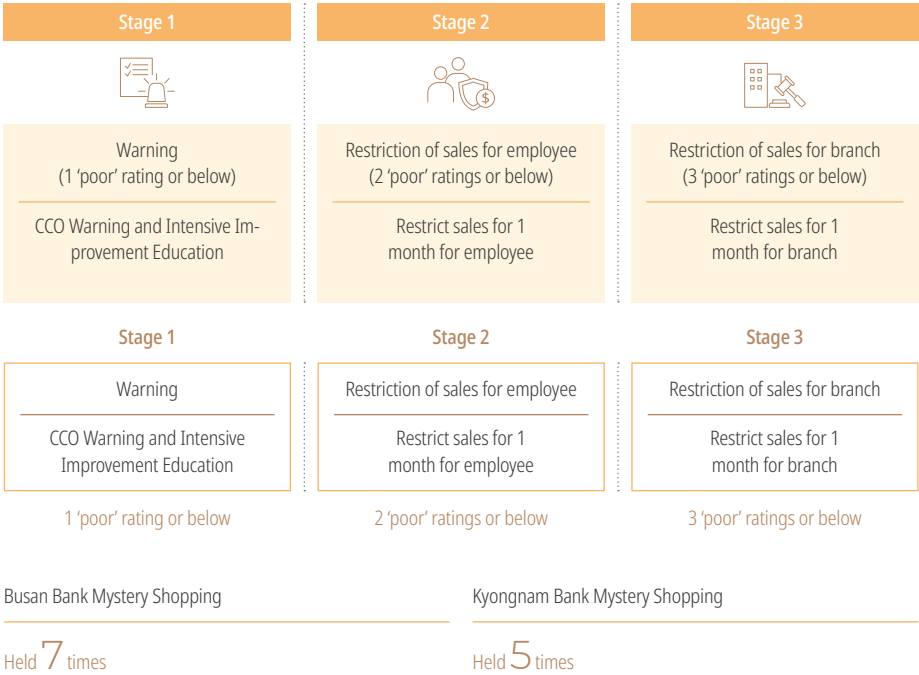 Stage 1
Stage 2
Stage 3
$
Warning
(1 ‘poor’ rating or below)
CCO Warning and Intensive Im-
provement Education
Restriction of sales for employee
(2 ‘poor’ ratings or below)
Restrict sales for 1
month for employee
Restriction of sales for branch
(3 ‘poor’ ratings or below)
Restrict sales for 1
month for branch
Stage 1
Warning
CCO Warning and Intensive
Improvement Education
1 ‘poor’ rating or below
Stage 2
Restriction of sales for employee
Restrict sales for 1
month for employee
2 ‘poor’ ratings or below
Stage 3
Restriction of sales for branch
Restrict sales for 1
month for branch
3 ‘poor’ ratings or below
Busan Bank Mystery Shopping
Held 7 times
Kyongnam Bank Mystery Shopping
Held 5 times